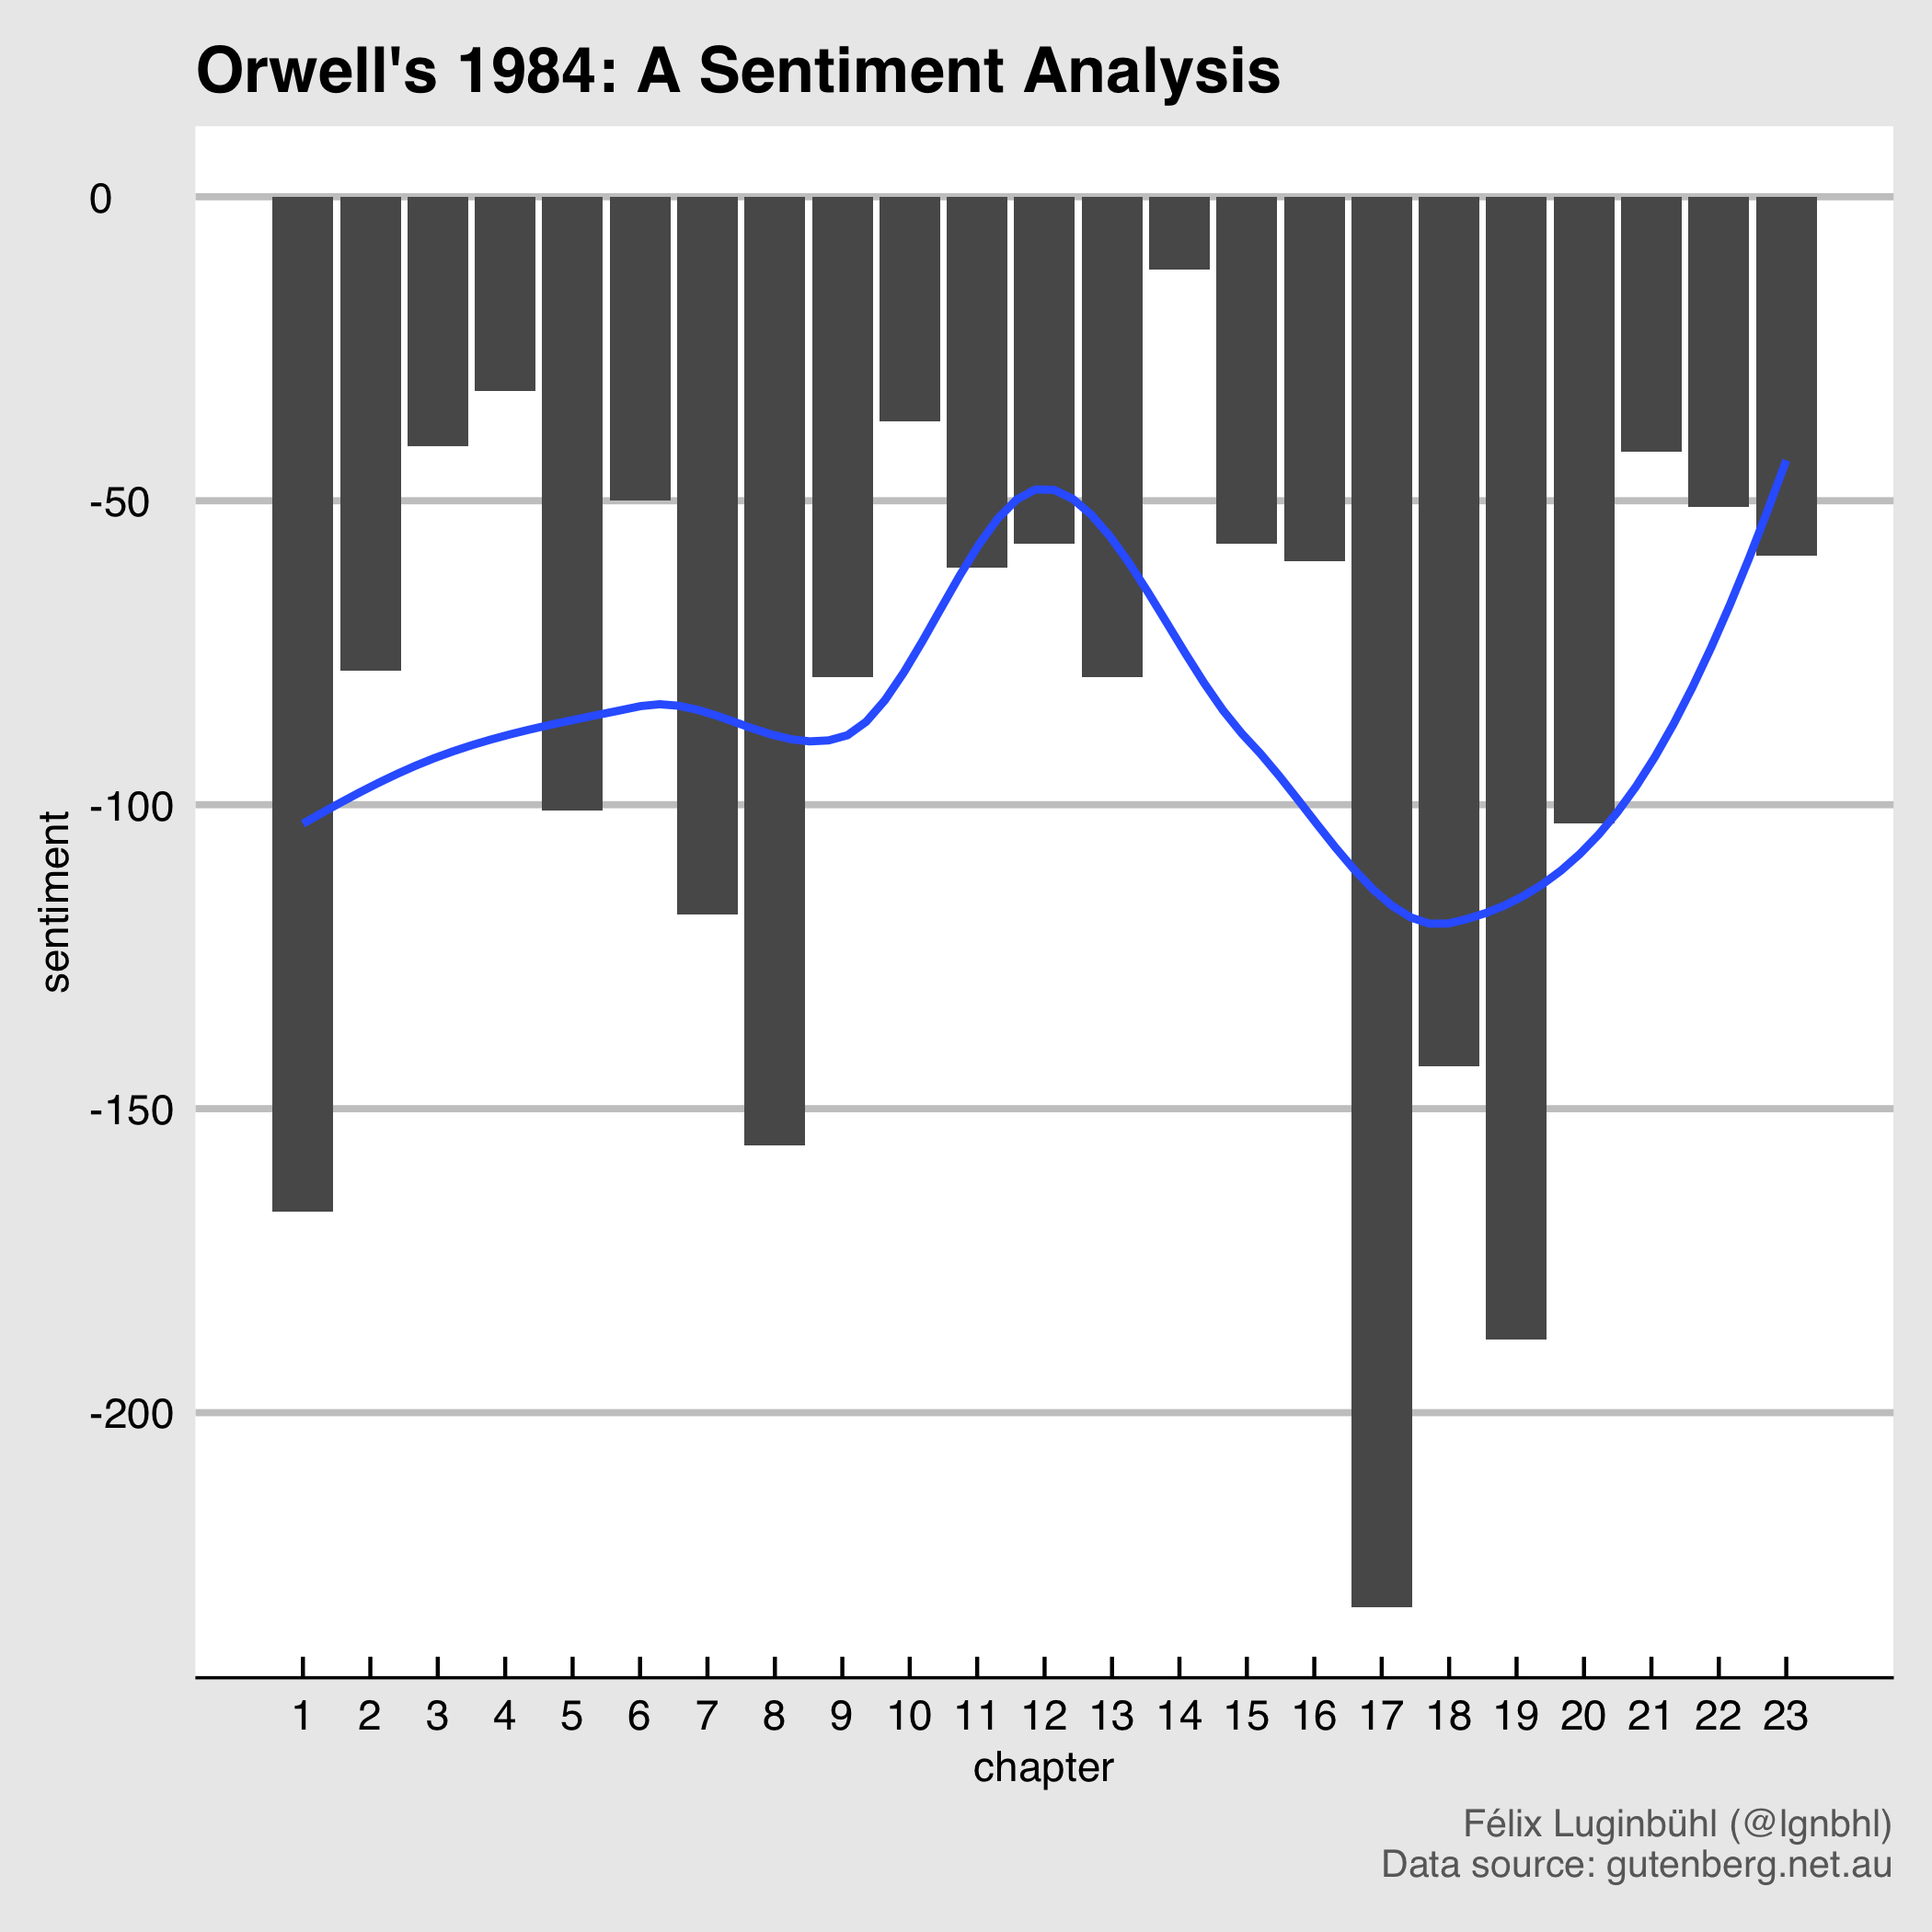 Orwell's 1984: A Sentiment Analysis
0
-50
-100
-150
-200
sentiment
1 2 3 4 5 6 7 8 9 10 11 12 13 14 15 16 17 18 19 20 21 22 23
chapter
Félix Luginbühl (@lgnbhl)
Data source: gutenberg.net.au